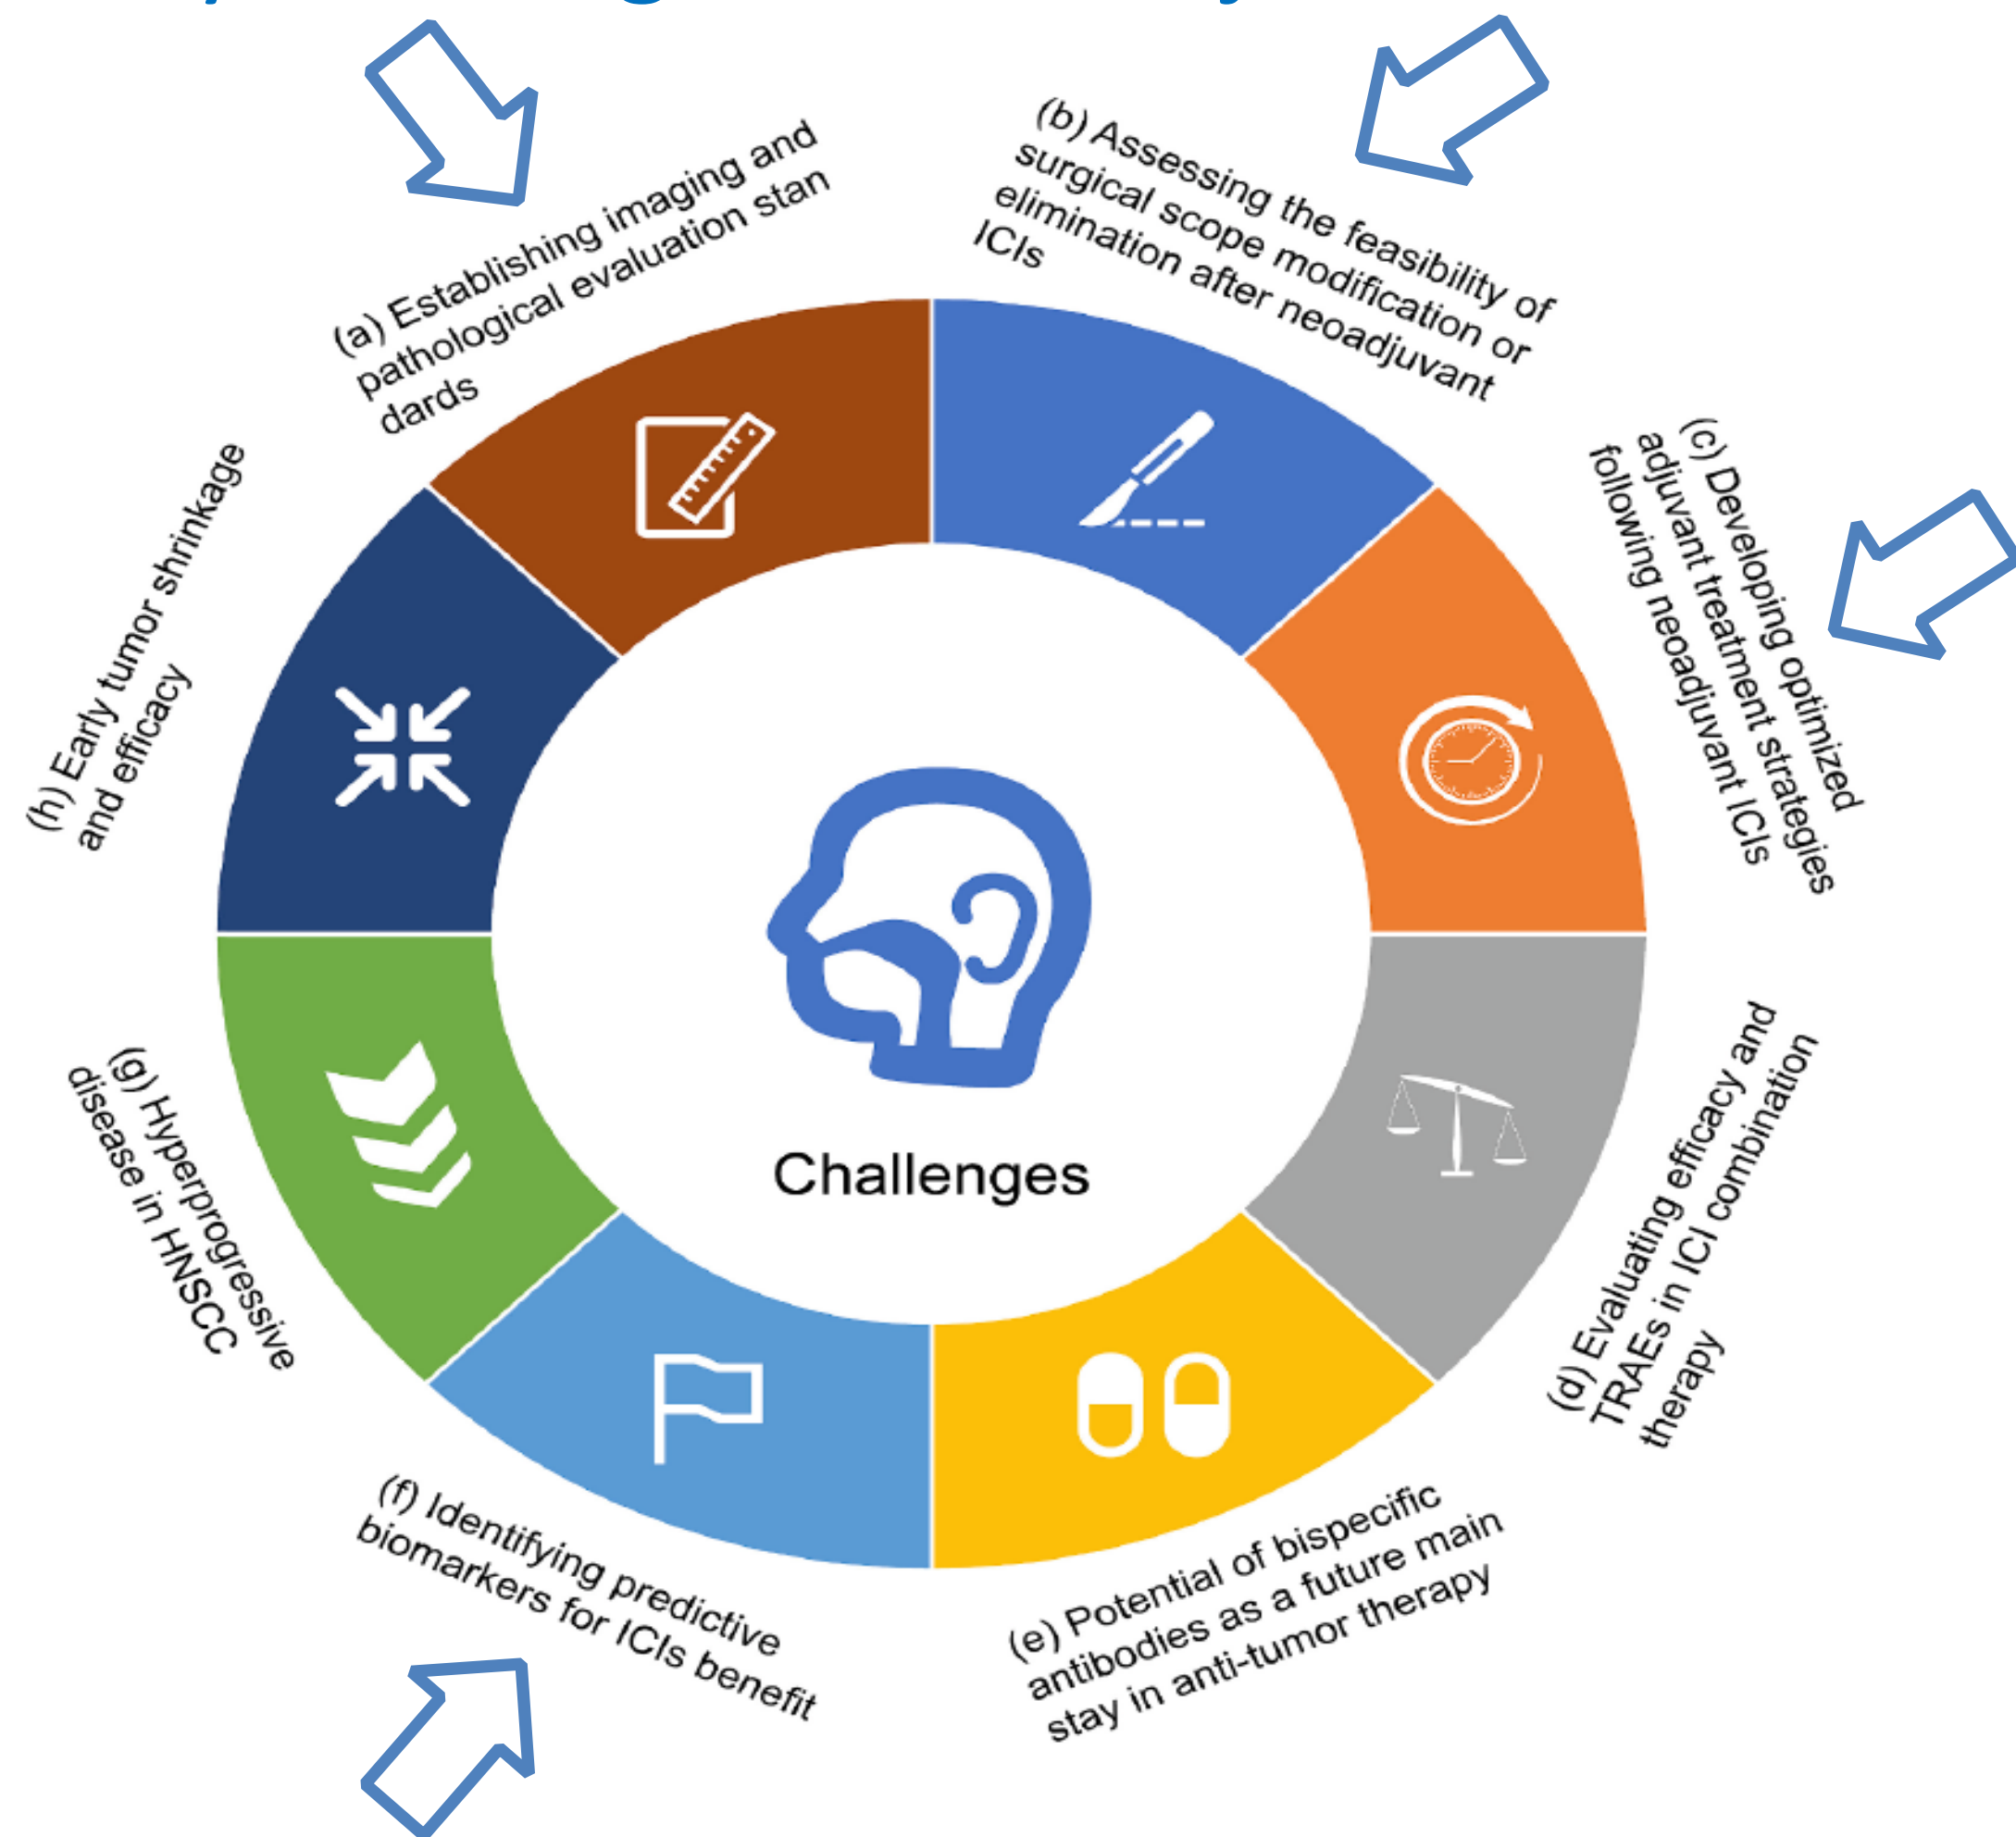 (a) Establishing imaging and
pathological evaluation stan
dards
(b) Assessing the feasibility of
surgical scope modification or
elimination after neoadjuvant
ICIs
(c) Developing optimized
adjuvant treatment strategies
following neoadjuvant ICIs
(d) Evaluating efficacy and
TRAEs in ICI combination
therapy
(e) Potential of bispecific
antibodies as a future main
stay in anti-tumor therapy
(f) Identifying predictive
biomarkers for ICIs benefit
(g) Hyperprogressive
disease in HNSCC
(h) Early tumor shrinkage
and efficacy
Challenges